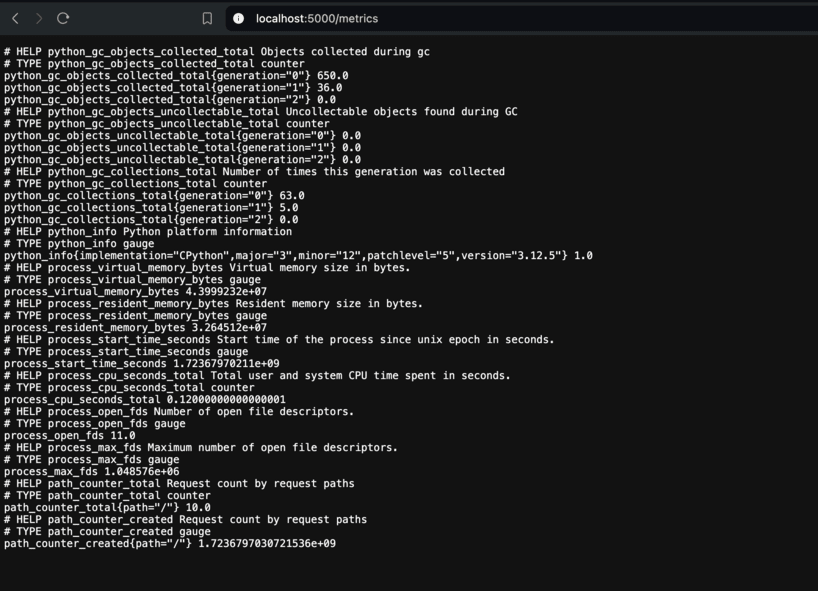 localhost:5000/metrics
# HELP python_gc_objects_collected_total Objects collected during gc
# TYPE python_gc_objects_collected_total counter
python_gc_objects_collected_total{generation="0"} 650.0
python_gc_objects_collected_total{generation="1"} 36.0
python_gc_objects_collected_total{generation="2"} 0.0
# HELP python_gc_objects_uncollectable_total Uncollectable objects found during GC
# TYPE python_gc_objects_uncollectable_total counter
python_gc_objects_uncollectable_total{generation="0"} 0.0
python_gc_objects_uncollectable_total{generation="1"} 0.0
python_gc_objects_uncollectable_total{generation="2"} 0.0
# HELP python_gc_collections_total Number of times this generation was collected
# TYPE python_gc_collections_total counter
python_gc_collections_total{generation="0"} 63.0
python_gc_collections_total{generation="1"} 5.0
python_gc_collections_total{generation="2"} 0.0
# HELP python_info Python platform information
# TYPE python_info gauge
python_info{implementation="CPython",major="3",minor="12",patchlevel="5",version="3.12.5"} 1.0
# HELP process_virtual_memory_bytes Virtual memory size in bytes.
# TYPE process_virtual_memory_bytes gauge
process_virtual_memory_bytes 4.3999232e+07
# HELP process_resident_memory_bytes Resident memory size in bytes.
# TYPE process_resident_memory_bytes gauge
process_resident_memory_bytes 3.264512e+07
# HELP process_start_time_seconds Start time of the process since unix epoch in seconds.
# TYPE process_start_time_seconds gauge
process_start_time_seconds 1.72367970211e+09
# HELP process_cpu_seconds_total Total user and system CPU time spent in seconds.
# TYPE process_cpu_seconds_total counter
process_cpu_seconds_total 0.12000000000000001
# HELP process_open_fds Number of open file descriptors.
# TYPE process_open_fds gauge
process_open_fds 11.0
# HELP process_max_fds Maximum number of open file descriptors.
# TYPE process_max_fds gauge
process_max_fds 1.048576e+06
# HELP path_counter_total Request count by request paths
# TYPE path_counter_total counter
path_counter_total{path="/"} 10.0
# HELP path_counter_created Request count by request paths
# TYPE path_counter_created gauge
path_counter_created{path="/"} 1.7236797030721536e+09